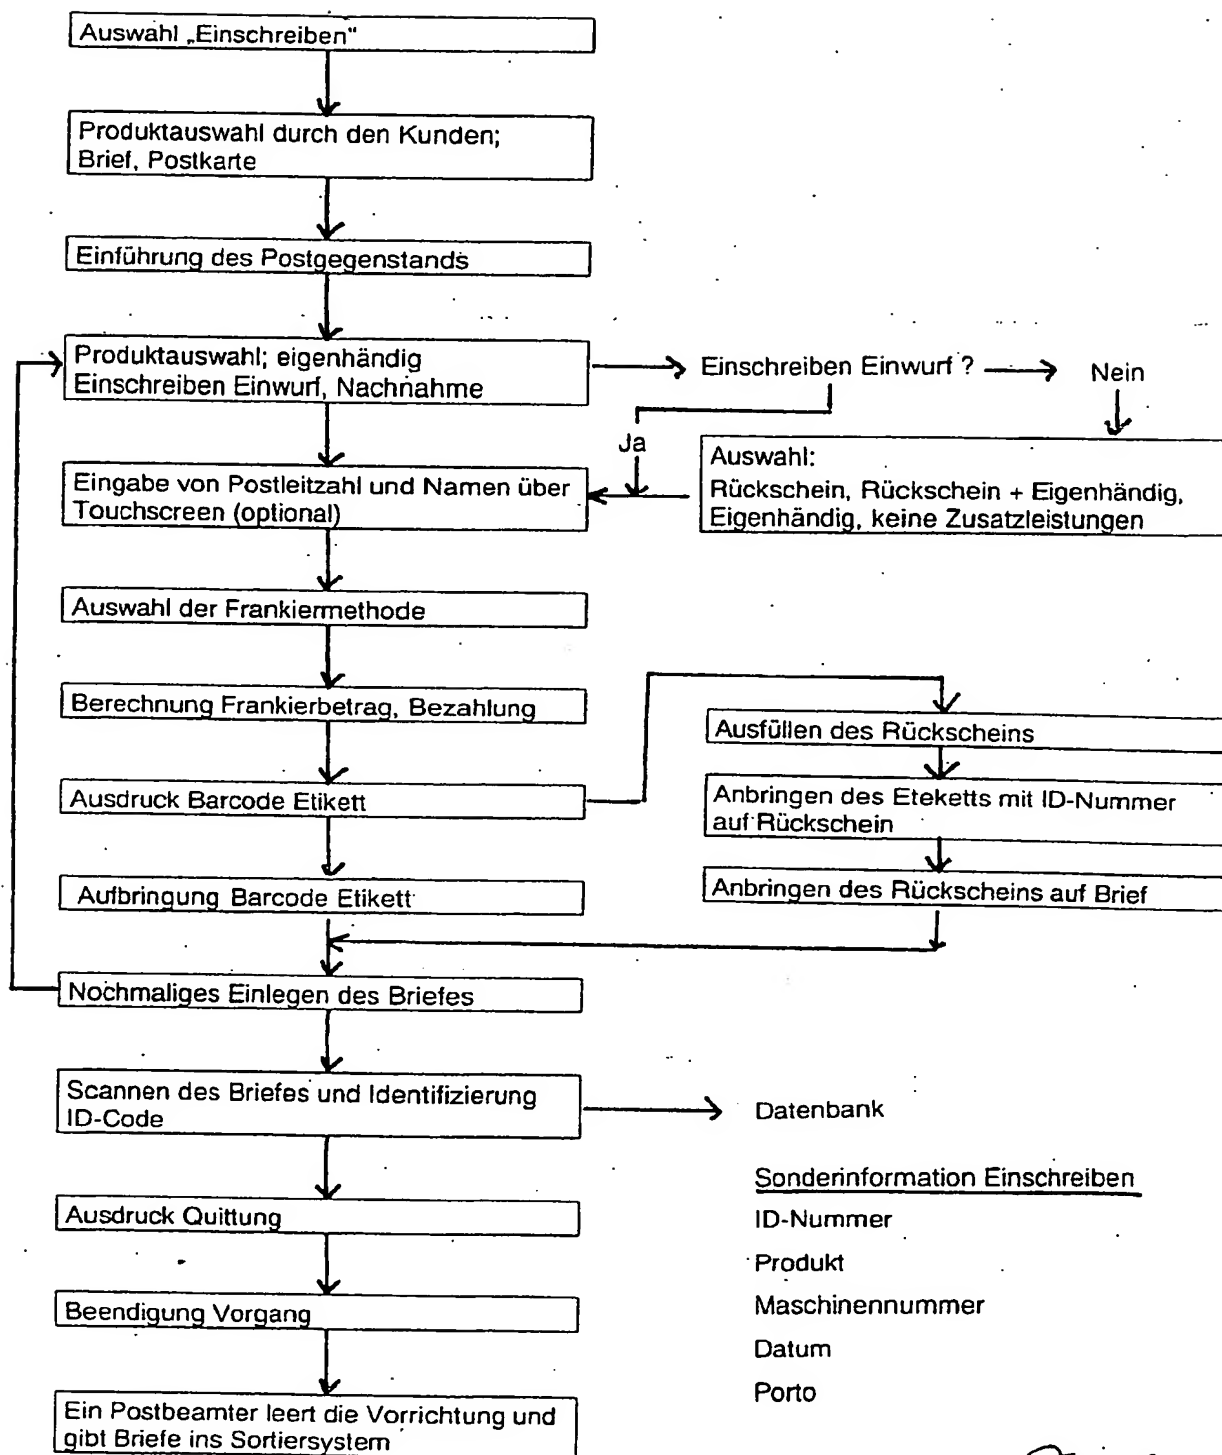 Auswahl „Einschreiben“
Produktauswahl durch den Kunden;
Brief, Postkarte
Einführung des Postgegenstands
Produktauswahl; eigenhändig
Einschreiben Einwurf, Nachnahme
Einschreiben Einwurf ?
Nein
Ja
Auswahl:
Rückschein, Rückschein + Eigenhändig,
Eigenhändig, keine Zusatzleistungen
Eingabe von Postleitzahl und Namen über
Touchscreen (optional)
Auswahl der Frankiermethode
Berechnung Frankierbetrag, Bezahlung
Ausdruck Barcode Etikett
Ausfüllen des Rückscheins
Anbringen des Eteketts mit ID-Nummer
auf Rückschein
Anbringen des Rückscheins auf Brief
Aufbringung Barcode Etikett
Nochmaliges Einlegen des Briefes
Scannen des Briefes und Identifizierung
ID-Code
Datenbank
Sonderinformation Einschreiben
ID-Nummer
Produkt
Maschinennummer
Datum
Porto
Ausdruck Quittung
Beendigung Vorgang
Ein Postbeamter leert die Vorrichtung und
gibt Briefe ins Sortiersystem